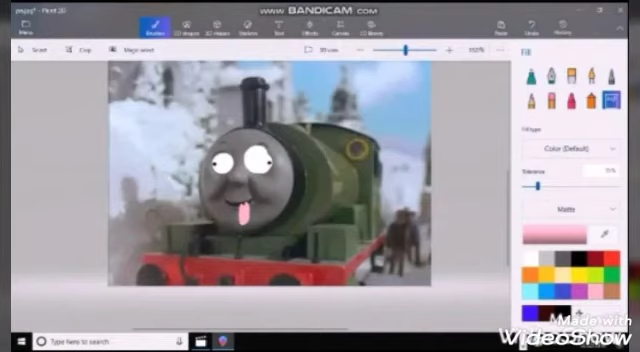 www.BANDICAM.com
Menu
Brushes
2D shapes
3D shapes
Stickers
Text
Effects
Canvas
3D library
Paste
Undo
History
Select
Crop
Magic select
3D view
Fill
Fill type
Color (Default)
Tolerance
Matte
Type here to search
Made with
VideoShow